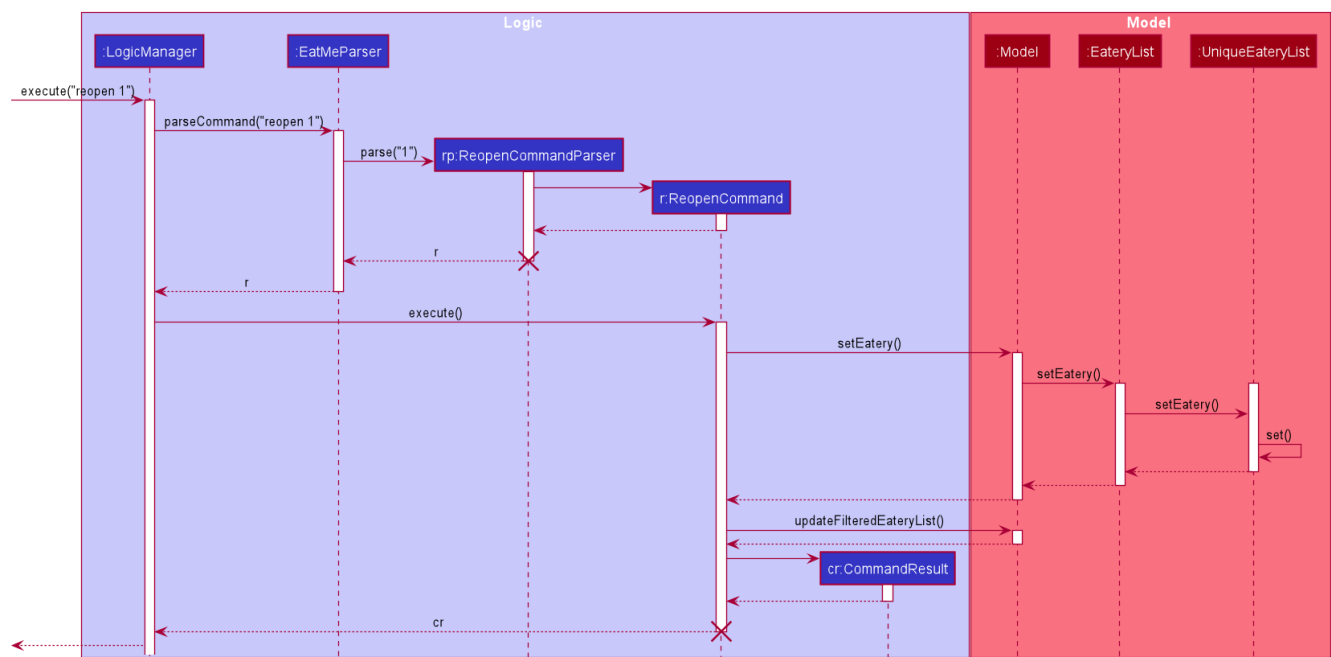 Logic
Model
:LogicManager
:EatMeParser
:Model
:EateryList
:UniqueEateryList
execute("reopen 1")
parseCommand("reopen 1")
parse("1")
rp:ReopenCommandParser
r:ReopenCommand
r
r
execute()
setEatery()
setEatery()
setEatery()
set()
updateFilteredEateryList()
cr:CommandResult
cr